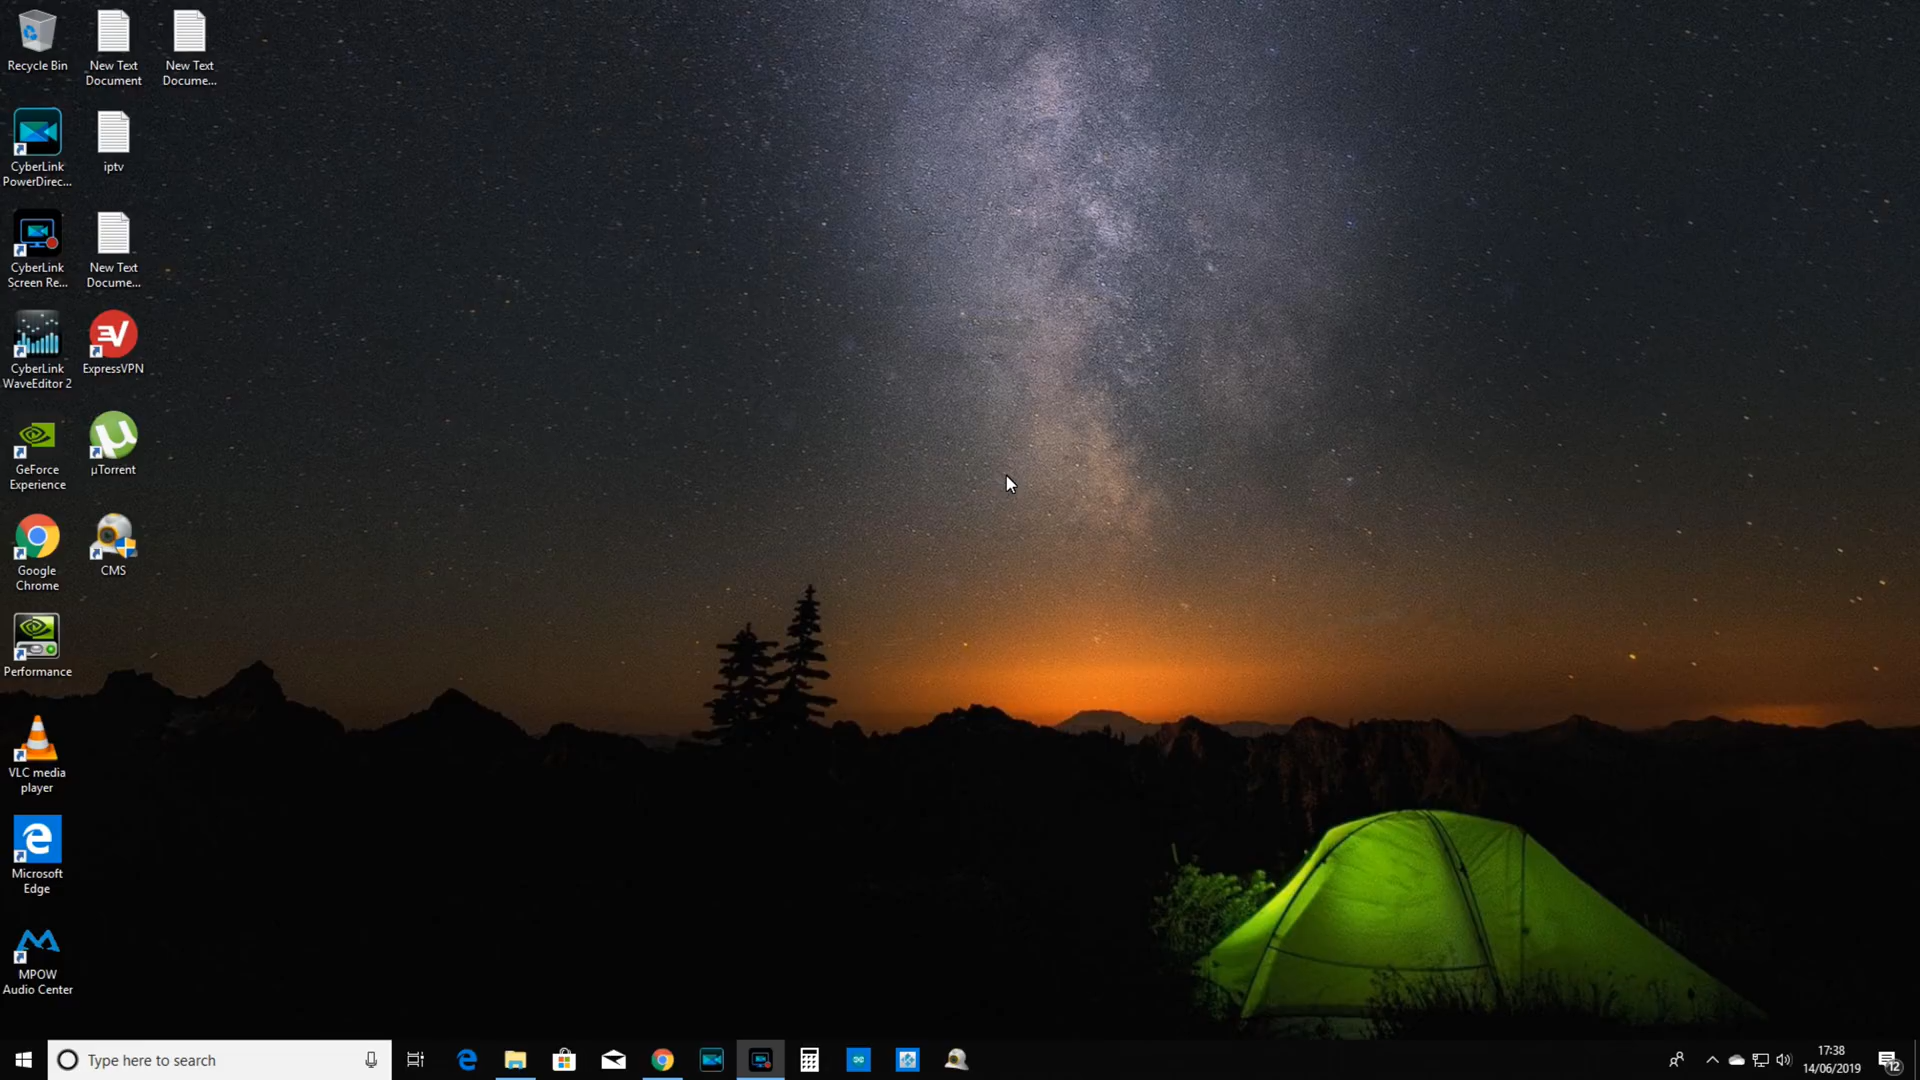 Recycle Bin
New Text
Document
New Text
Docume...
CyberLink
PowerDirec...
iptv
CyberLink
Screen Re...
New Text
Docume...
CyberLink
WaveEditor 2
ExpressVPN
GeForce
Experience
µTorrent
Google
Chrome
CMS
Performance
VLC media
player
Microsoft
Edge
MPOW
Audio Center
Type here to search
17:38
14/06/2019
12